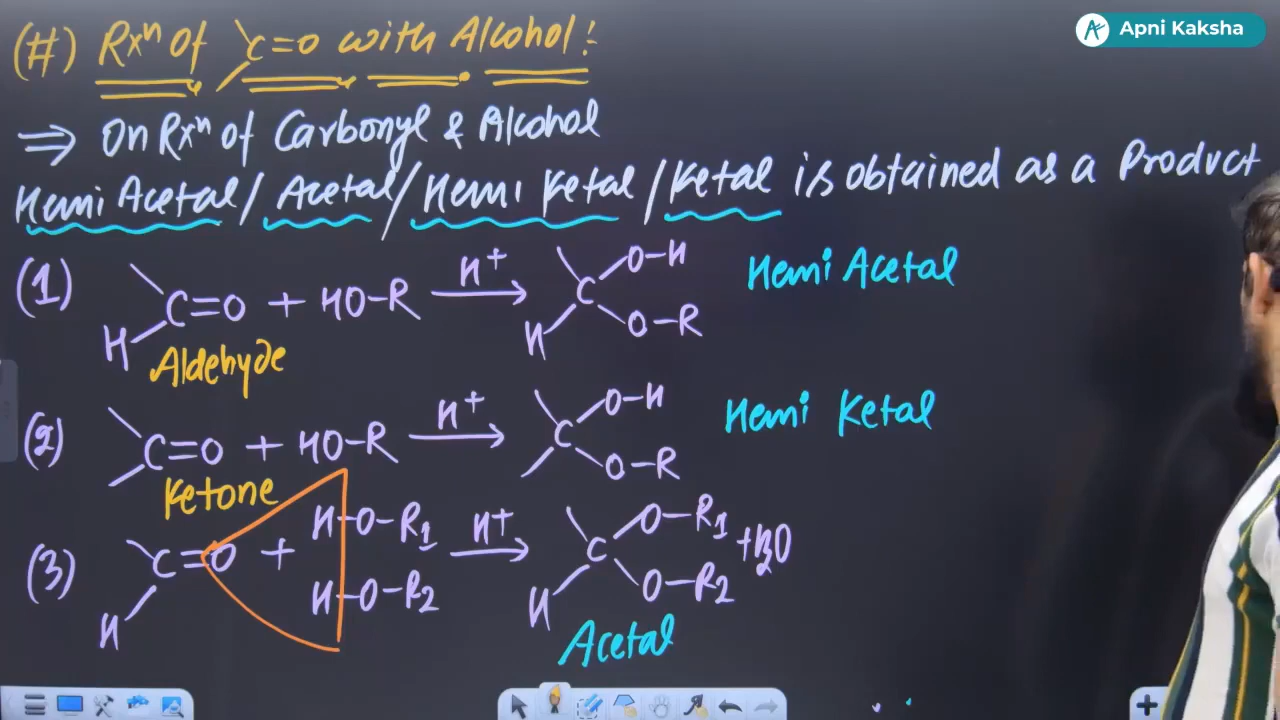 Apni Kaksha
(#) Rxⁿ Of >C=O with Alcohol :-
⇒ On Rxⁿ of Carbonyl & Alcohol
Hemi Acetal / Acetal / Hemi Ketal / Ketal is obtained as a Product
(1) H C=O + HO-R H⁺ → C O-H H O-R Hemi Acetal
Aldehyde
(2) C=O + HO-R H⁺ → C O-H O-R Hemi Ketal
Ketone
(3) C=O H + H-O-R1 H-O-R2 H⁺ → C O-R1 H O-R2 + H2O
Acetal